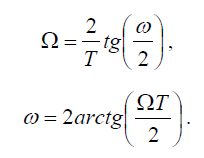 Ω = 2/T tg(ω/2),
ω = 2arctg(ΩT/2).